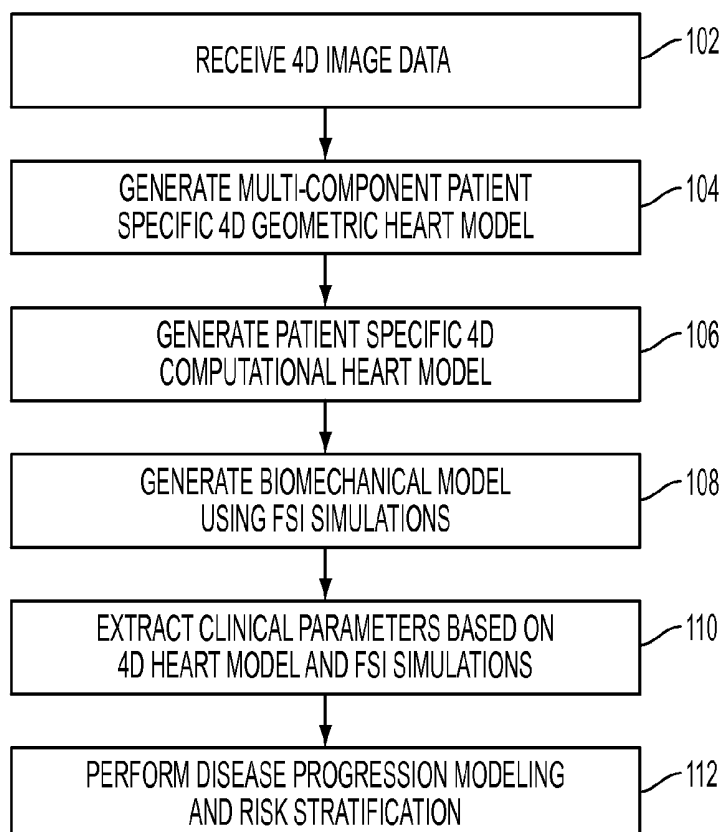 RECEIVE 4D IMAGE DATA
102
GENERATE MULTI-COMPONENT PATIENT
SPECIFIC 4D GEOMETRIC HEART MODEL
104
GENERATE PATIENT SPECIFIC 4D
COMPUTATIONAL HEART MODEL
106
GENERATE BIOMECHANICAL MODEL
USING FSI SIMULATIONS
108
EXTRACT CLINICAL PARAMETERS BASED ON
4D HEART MODEL AND FSI SIMULATIONS
110
PERFORM DISEASE PROGRESSION MODELING
AND RISK STRATIFICATION
112